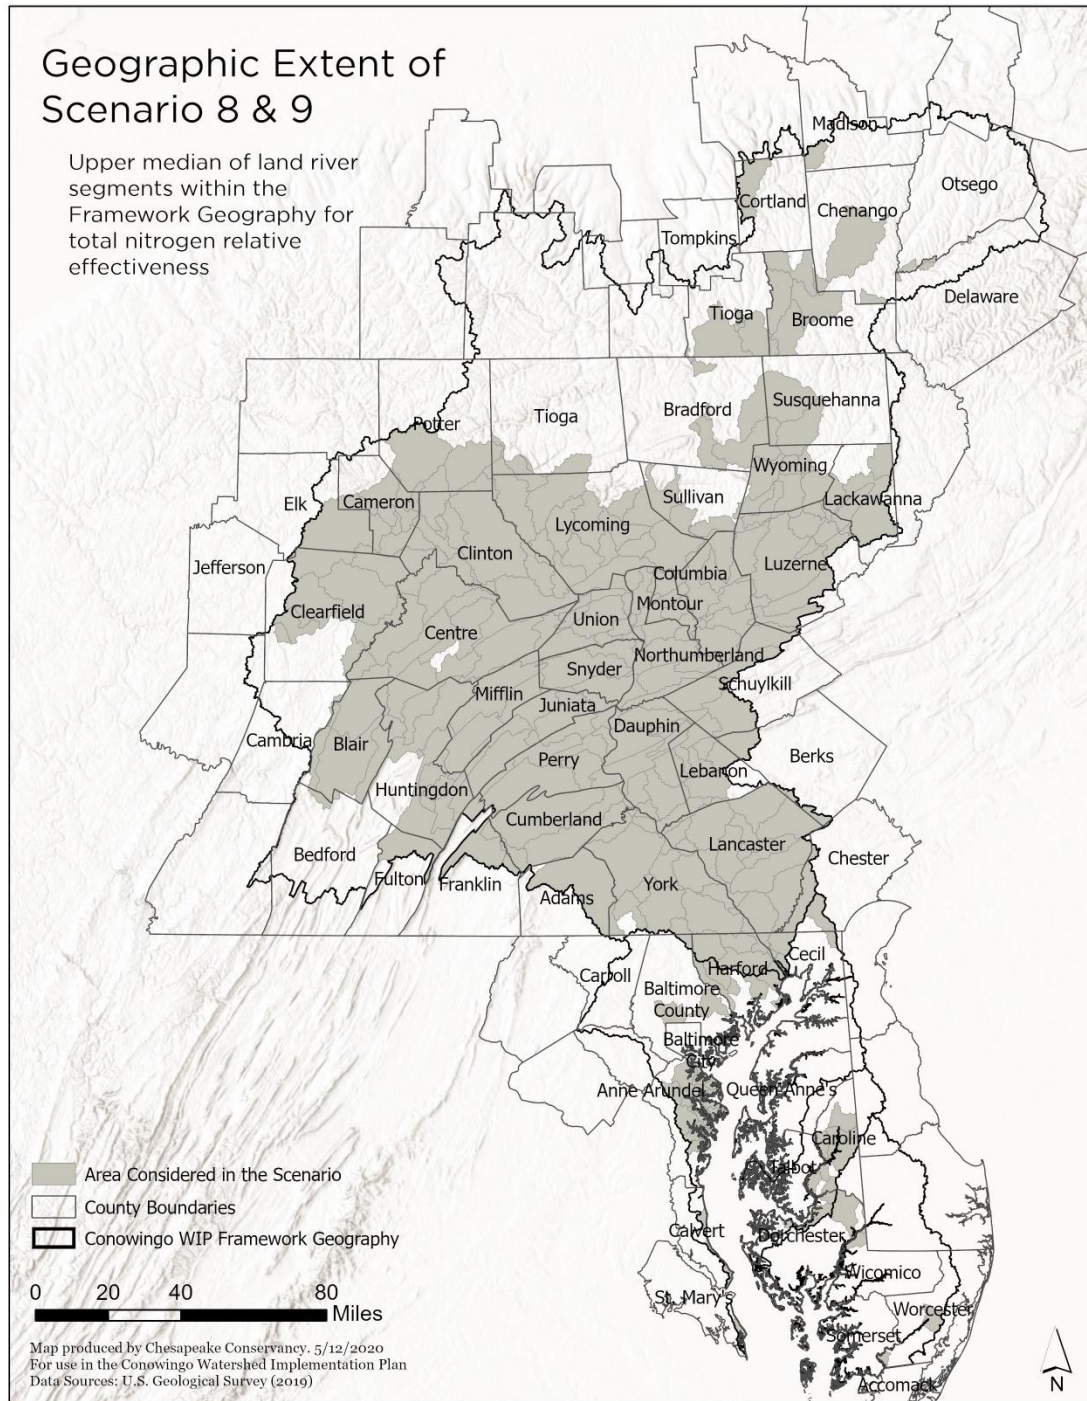 Geographic Extent of
Scenario 8 & 9
Upper median of land river
segments within the
Framework Geography for
total nitrogen relative
effectiveness
Madison
Otsego
Cortland
Chenango
Tompkins
Delaware
Tioga
Broome
Susquehanna
Bradford
Tioga
Potter
Wyoming
Sullivan
Lackawanna
Elk
Cameron
Lycoming
Clinton
Luzerne
Jefferson
Columbia
Clearfield
Montour
Union
Centre
Northumberland
Snyder
Schuylkill
Mifflin
Juniata
Dauphin
Cambria
Blair
Perry
Berks
Lebanon
Huntingdon
Cumberland
Lancaster
Bedford
Chester
Fulton
Franklin
York
Adams
Cecil
Harford
Carroll
Baltimore
County
Baltimore
City
Anne Arundel
Queen Anne's
Caroline
Talbot
Calvert
Dorchester
Wicomico
St. Mary's
Worcester
Somerset
Accomack
Area Considered in the Scenario
County Boundaries
Conowingo WIP Framework Geography
0 20 40 80
Miles
Map produced by Chesapeake Conservancy. 5/12/2020
For use in the Conowingo Watershed Implementation Plan
Data Sources: U.S. Geological Survey (2019)
N